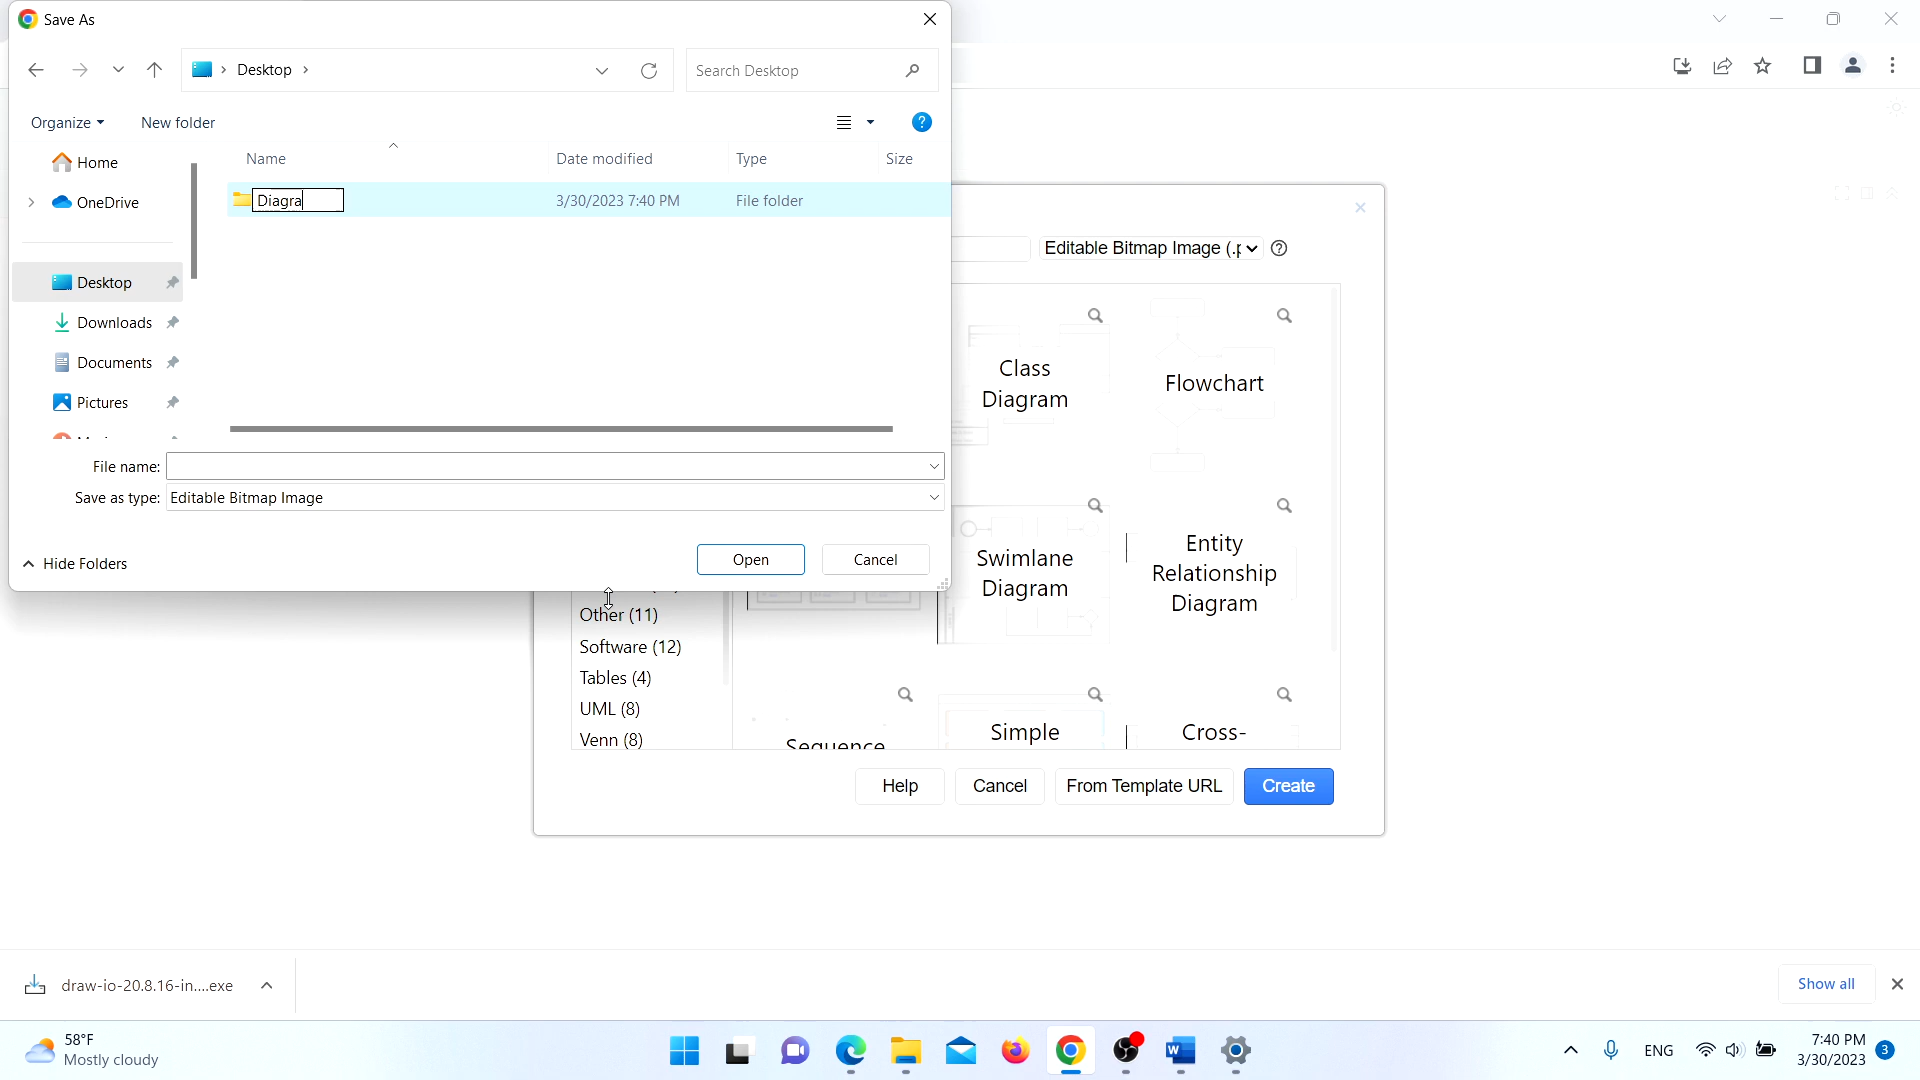 Save As
Desktop
Search Desktop
Organize
New folder
Name
Date modified
Type
Size
Home
OneDrive
Diagra
3/30/2023 7:40 PM
File folder
Desktop
Downloads
Documents
Pictures
File name:
Save as type: Editable Bitmap Image
Hide Folders
Open
Cancel
Editable Bitmap Image (.p
Class
Diagram
Flowchart
Swimlane
Diagram
Entity
Relationship
Diagram
Other (11)
Software (12)
Tables (4)
UML (8)
Venn (8)
Sequence
Simple
Cross-
Help
Cancel
From Template URL
Create
draw-io-20.8.16-in....exe
Show all
58°F
Mostly cloudy
ENG
7:40 PM
3/30/2023
3